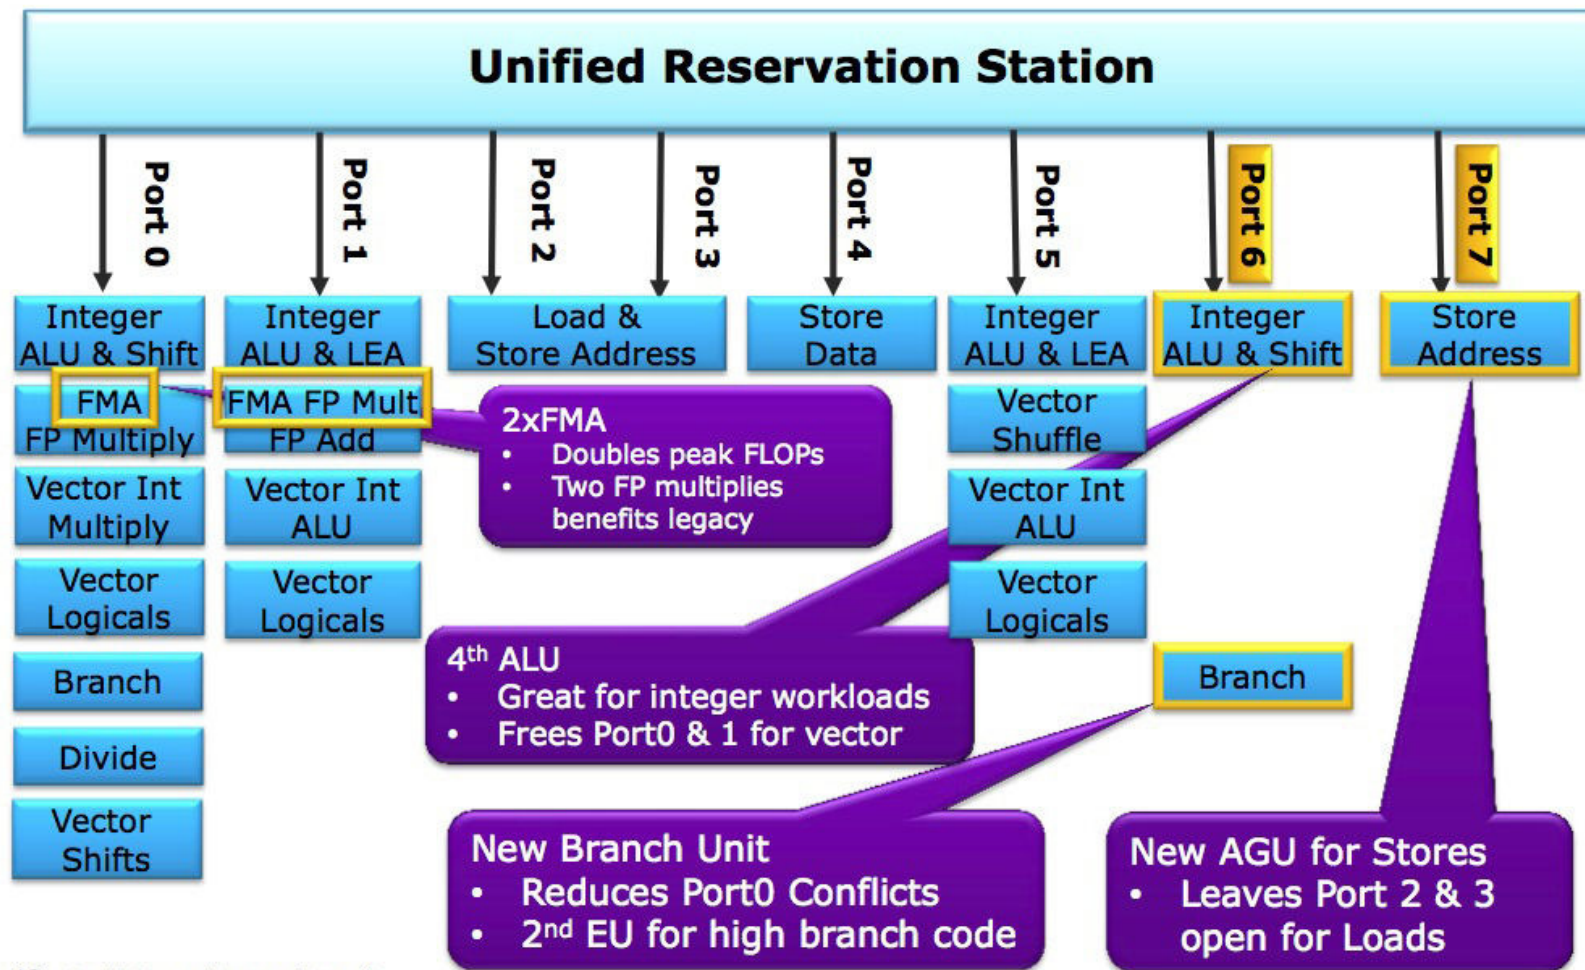 Unified Reservation Station
Port 0
Port 1
Port 2
Port 3
Port 4
Port 5
Port 6
Port 7
Integer
ALU & Shift
FMA
FP Multiply
Vector Int
Multiply
Vector
Logicals
Branch
Divide
Vector
Shifts
Integer
ALU & LEA
FMA FP Mult
FP Add
Vector Int
ALU
Vector
Logicals
Load &
Store Address
Store
Data
Integer
ALU & LEA
Vector
Shuffle
Vector Int
ALU
Vector
Logicals
Integer
ALU & Shift
Branch
Store
Address
2xFMA
• Doubles peak FLOPs
• Two FP multiplies
benefits legacy
4th ALU
• Great for integer workloads
• Frees Port0 & 1 for vector
New Branch Unit
• Reduces Port0 Conflicts
• 2nd EU for high branch code
New AGU for Stores
• Leaves Port 2 & 3
open for Loads